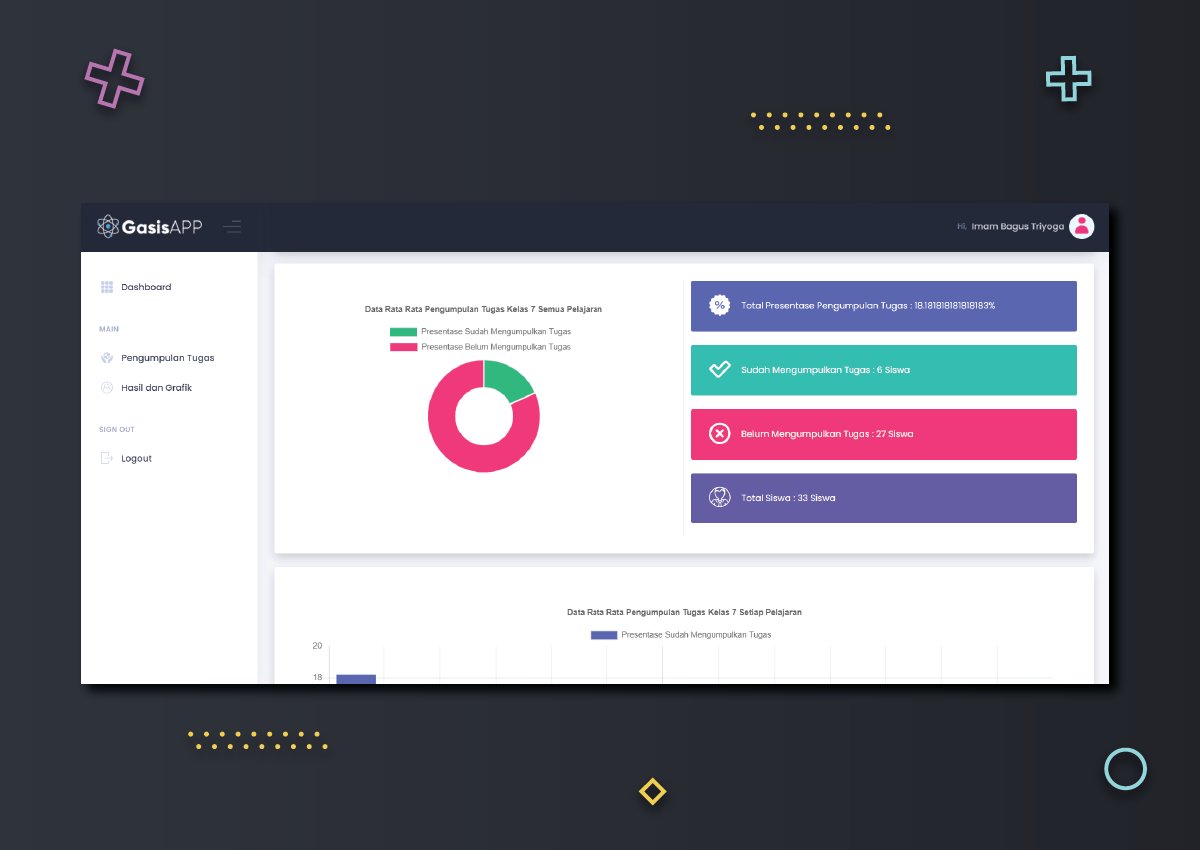 GasisAPP
Hi, Imam Bagus Triyoga
Dashboard
MAIN
Pengumpulan Tugas
Hasil dan Grafik
SIGN OUT
Logout
Data Rata Rata Pengumpulan Tugas Kelas 7 Semua Pelajaran
Presentase Sudah Mengumpulkan Tugas
Presentase Belum Mengumpulkan Tugas
% Total Presentase Pengumpulan Tugas : 18.181818181818183%
Sudah Mengumpulkan Tugas : 6 Siswa
Belum Mengumpulkan Tugas : 27 Siswa
Total Siswa : 33 Siswa
Data Rata Rata Pengumpulan Tugas Kelas 7 Setiap Pelajaran
Presentase Sudah Mengumpulkan Tugas
20
18